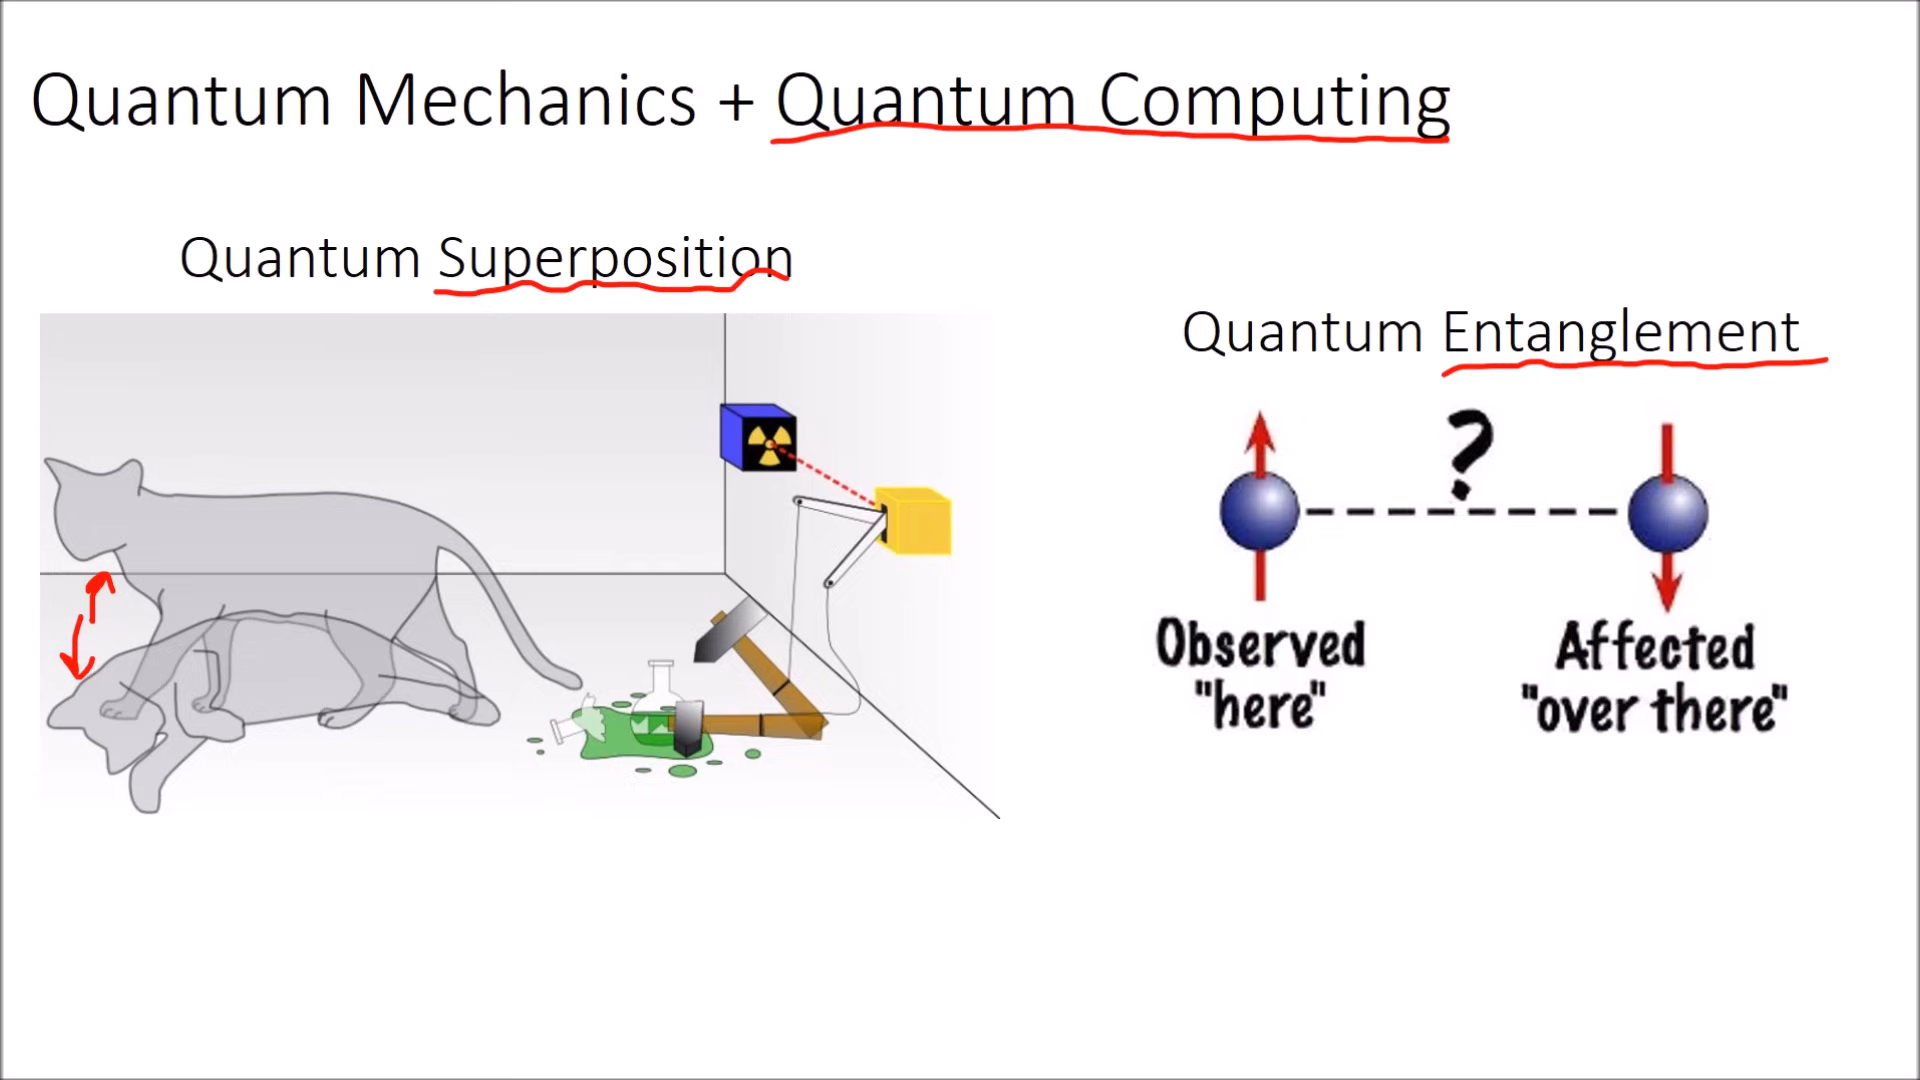 Quantum Mechanics + Quantum Computing
Quantum Superposition
Quantum Entanglement
?
Observed
"here"
Affected
"over there"